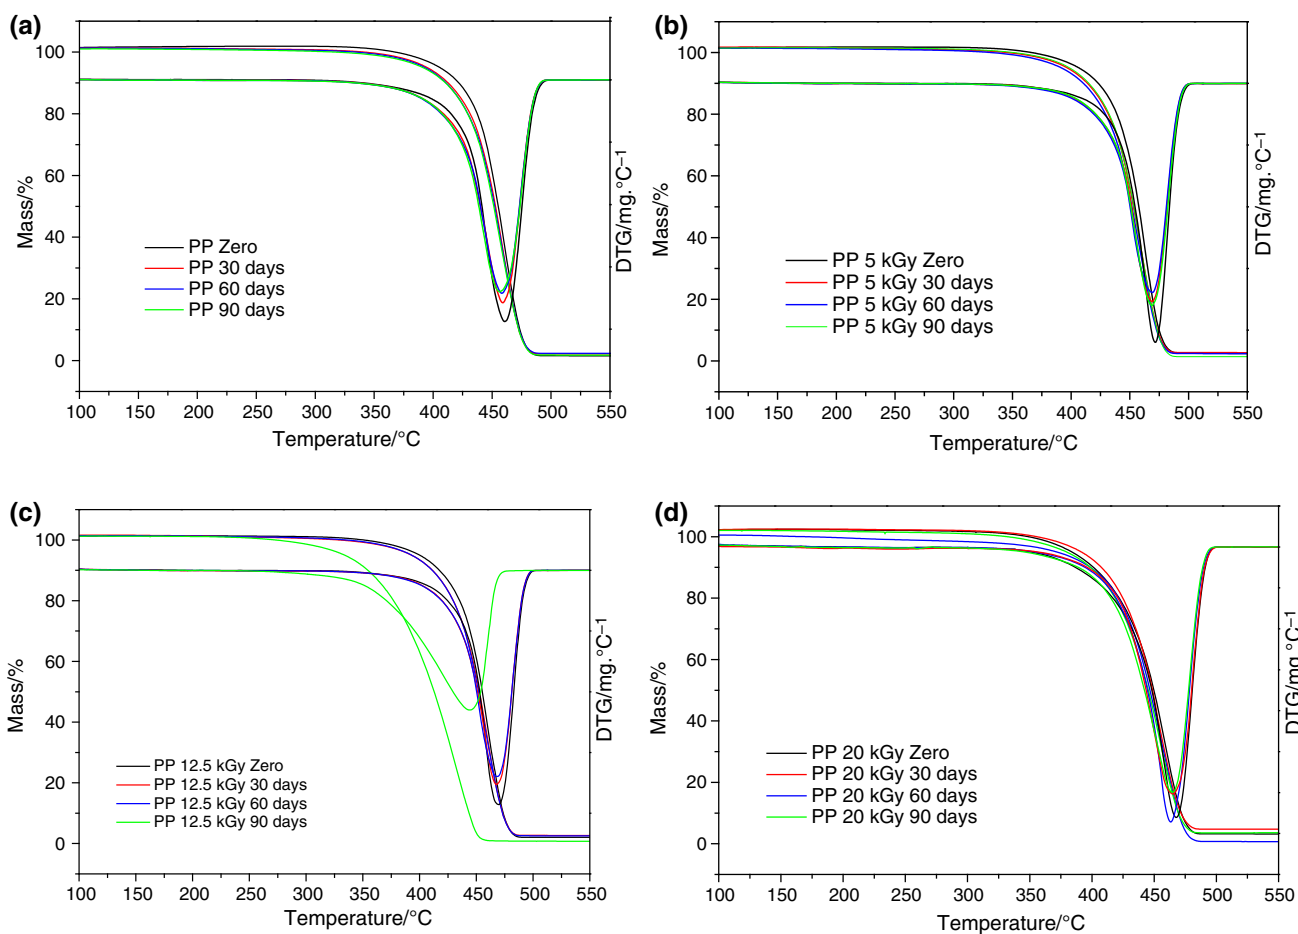 (a)
100
80
60
40
20
0
Mass/%
DTG/mg.°C−1
PP Zero
PP 30 days
PP 60 days
PP 90 days
100 150 200 250 300 350 400 450 500 550
Temperature/°C
(b)
100
80
60
40
20
0
Mass/%
DTG/mg.°C−1
PP 5 kGy Zero
PP 5 kGy 30 days
PP 5 kGy 60 days
PP 5 kGy 90 days
100 150 200 250 300 350 400 450 500 550
Temperature/°C
(c)
100
80
60
40
20
0
Mass/%
DTG/mg.°C−1
PP 12.5 kGy Zero
PP 12.5 kGy 30 days
PP 12.5 kGy 60 days
PP 12.5 kGy 90 days
100 150 200 250 300 350 400 450 500 550
Temperature/°C
(d)
100
80
60
40
20
0
Mass/%
DTG/mg.°C−1
PP 20 kGy Zero
PP 20 kGy 30 days
PP 20 kGy 60 days
PP 20 kGy 90 days
100 150 200 250 300 350 400 450 500 550
Temperature/°C